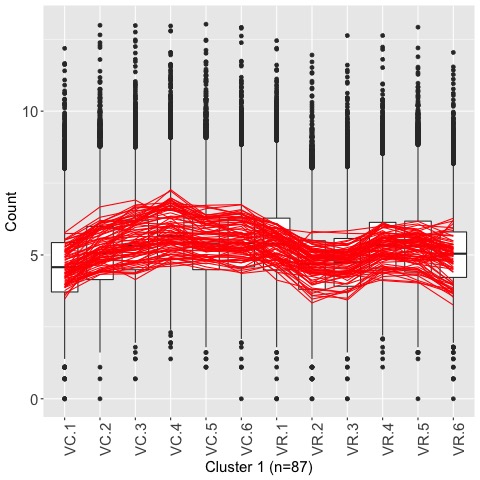 10
5
0
Count
VC.1
VC.2
VC.3
VC.4
VC.5
VC.6
VR.1
VR.2
VR.3
VR.4
VR.5
VR.6
Cluster 1 (n=87)